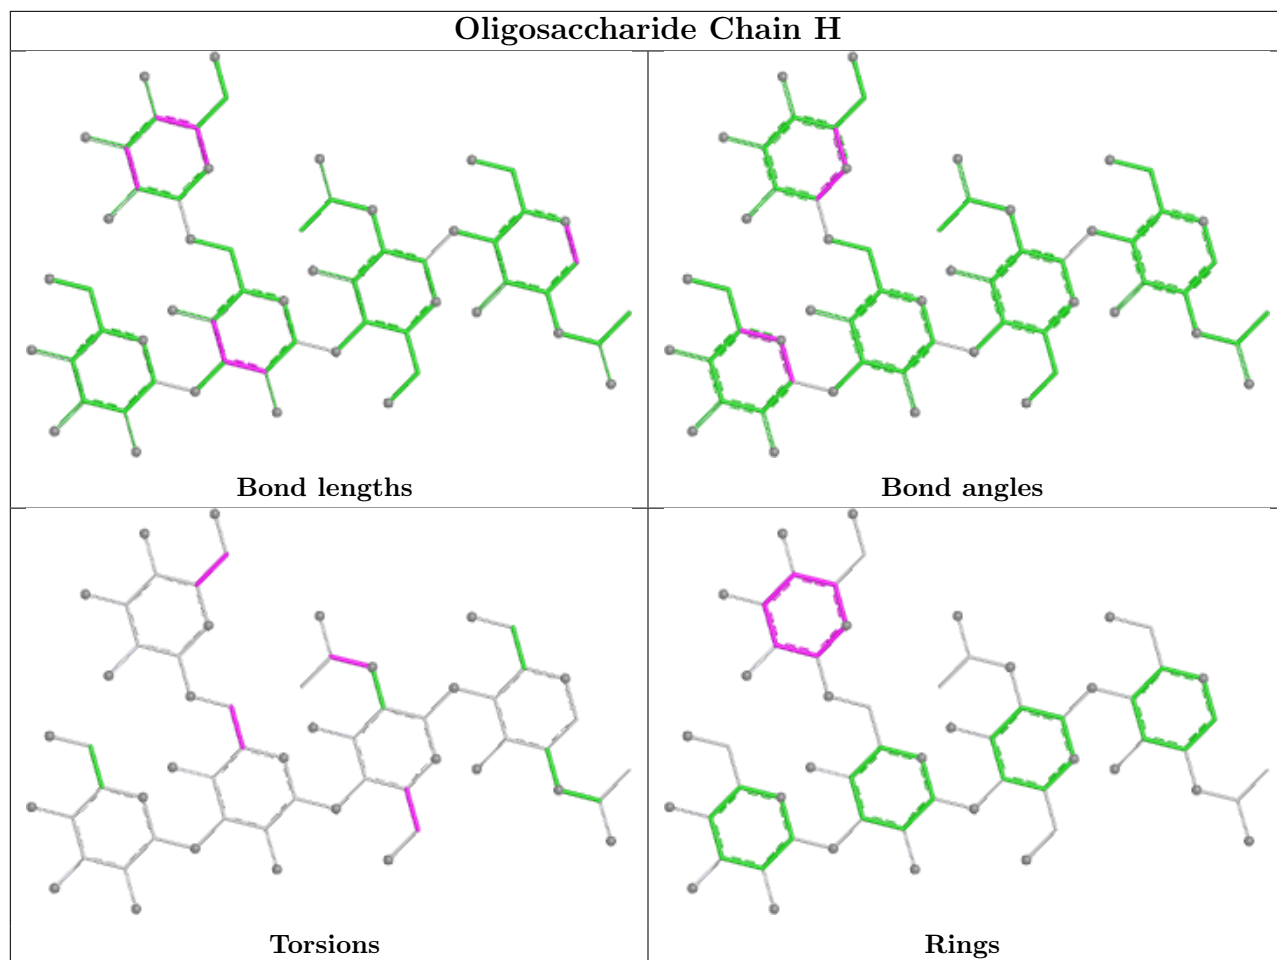 Oligosaccharide Chain H
Bond lengths
Bond angles
Torsions
Rings